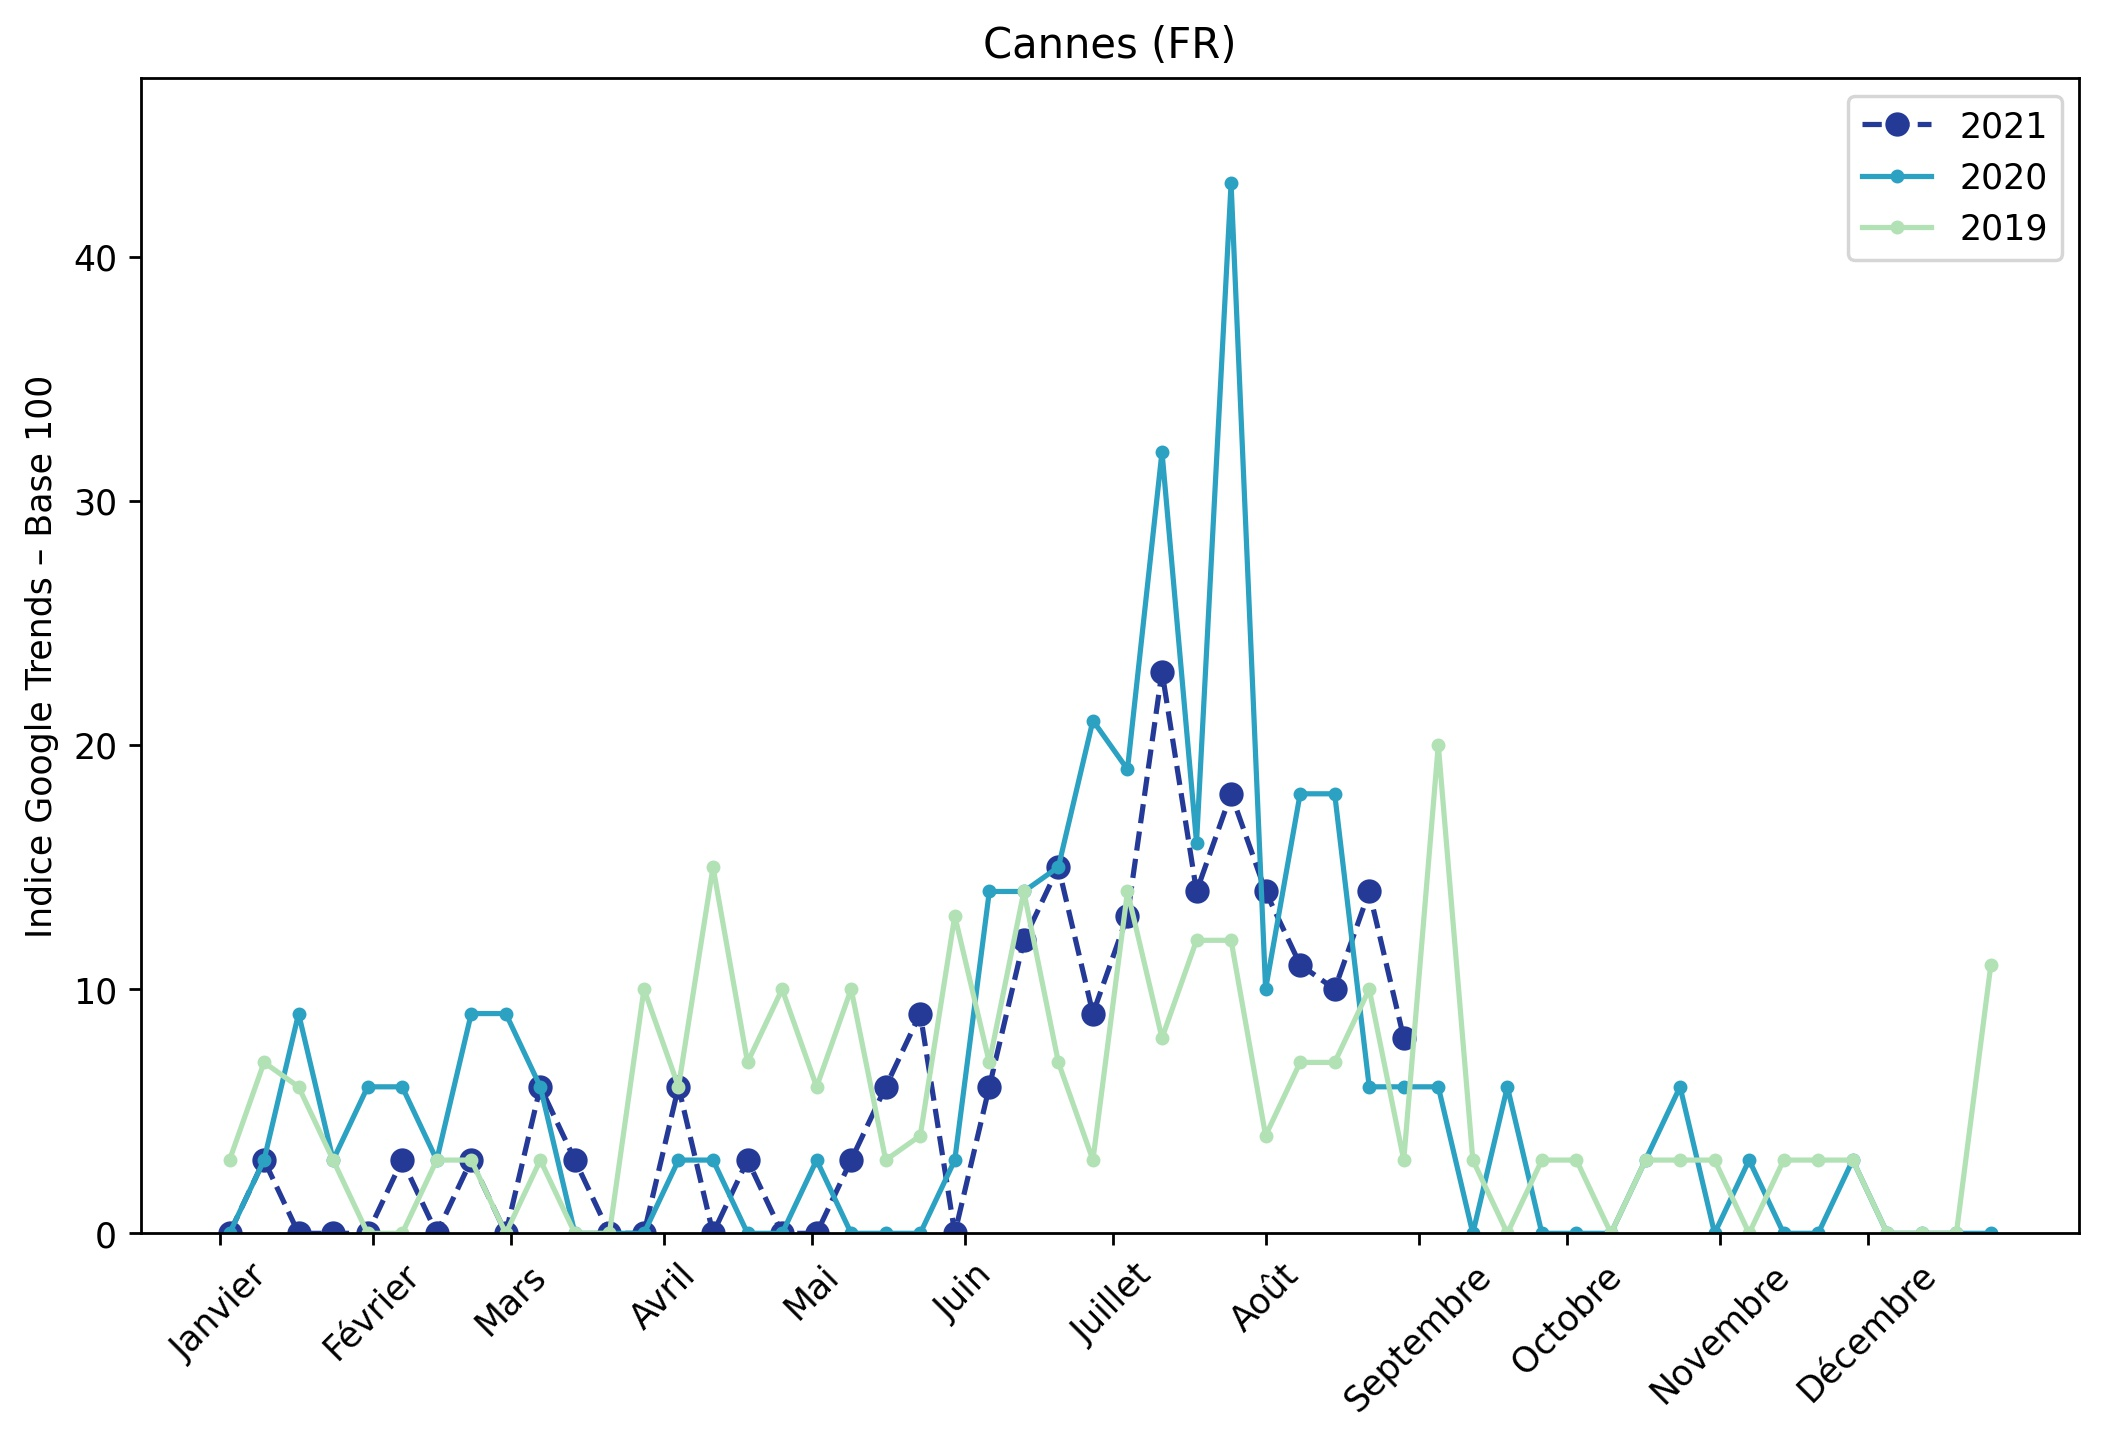 Cannes (FR)
2021
2020
2019
Indice Google Trends – Base 100
40
30
20
10
0
Janvier
Février
Mars
Avril
Mai
Juin
Juillet
Août
Septembre
Octobre
Novembre
Décembre